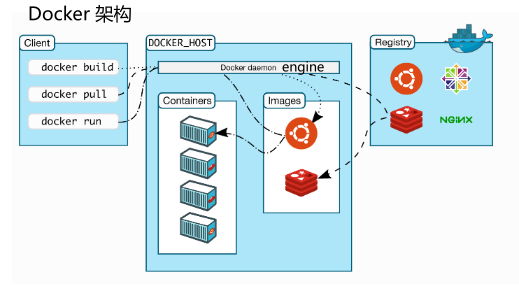 Docker 架构
Client
docker build
docker pull
docker run
DOCKER_HOST
Docker daemon engine
Containers
Images
Registry
NGINX